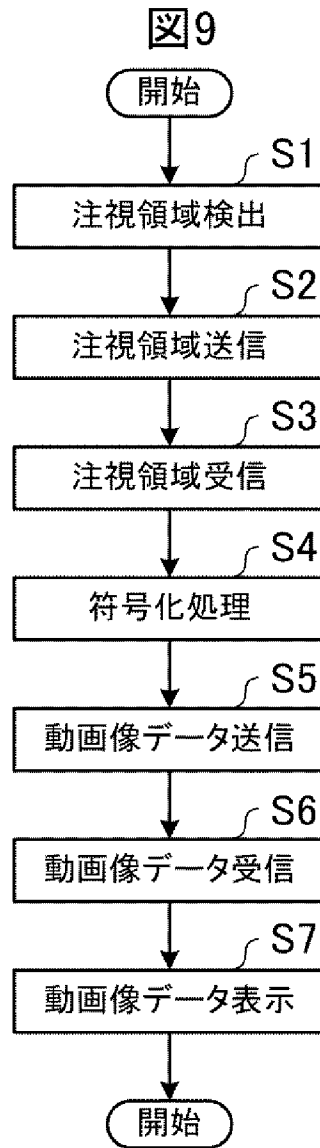 図9
開始
S1
注視領域検出
S2
注視領域送信
S3
注視領域受信
S4
符号化処理
S5
動画像データ送信
S6
動画像データ受信
S7
動画像データ表示
開始